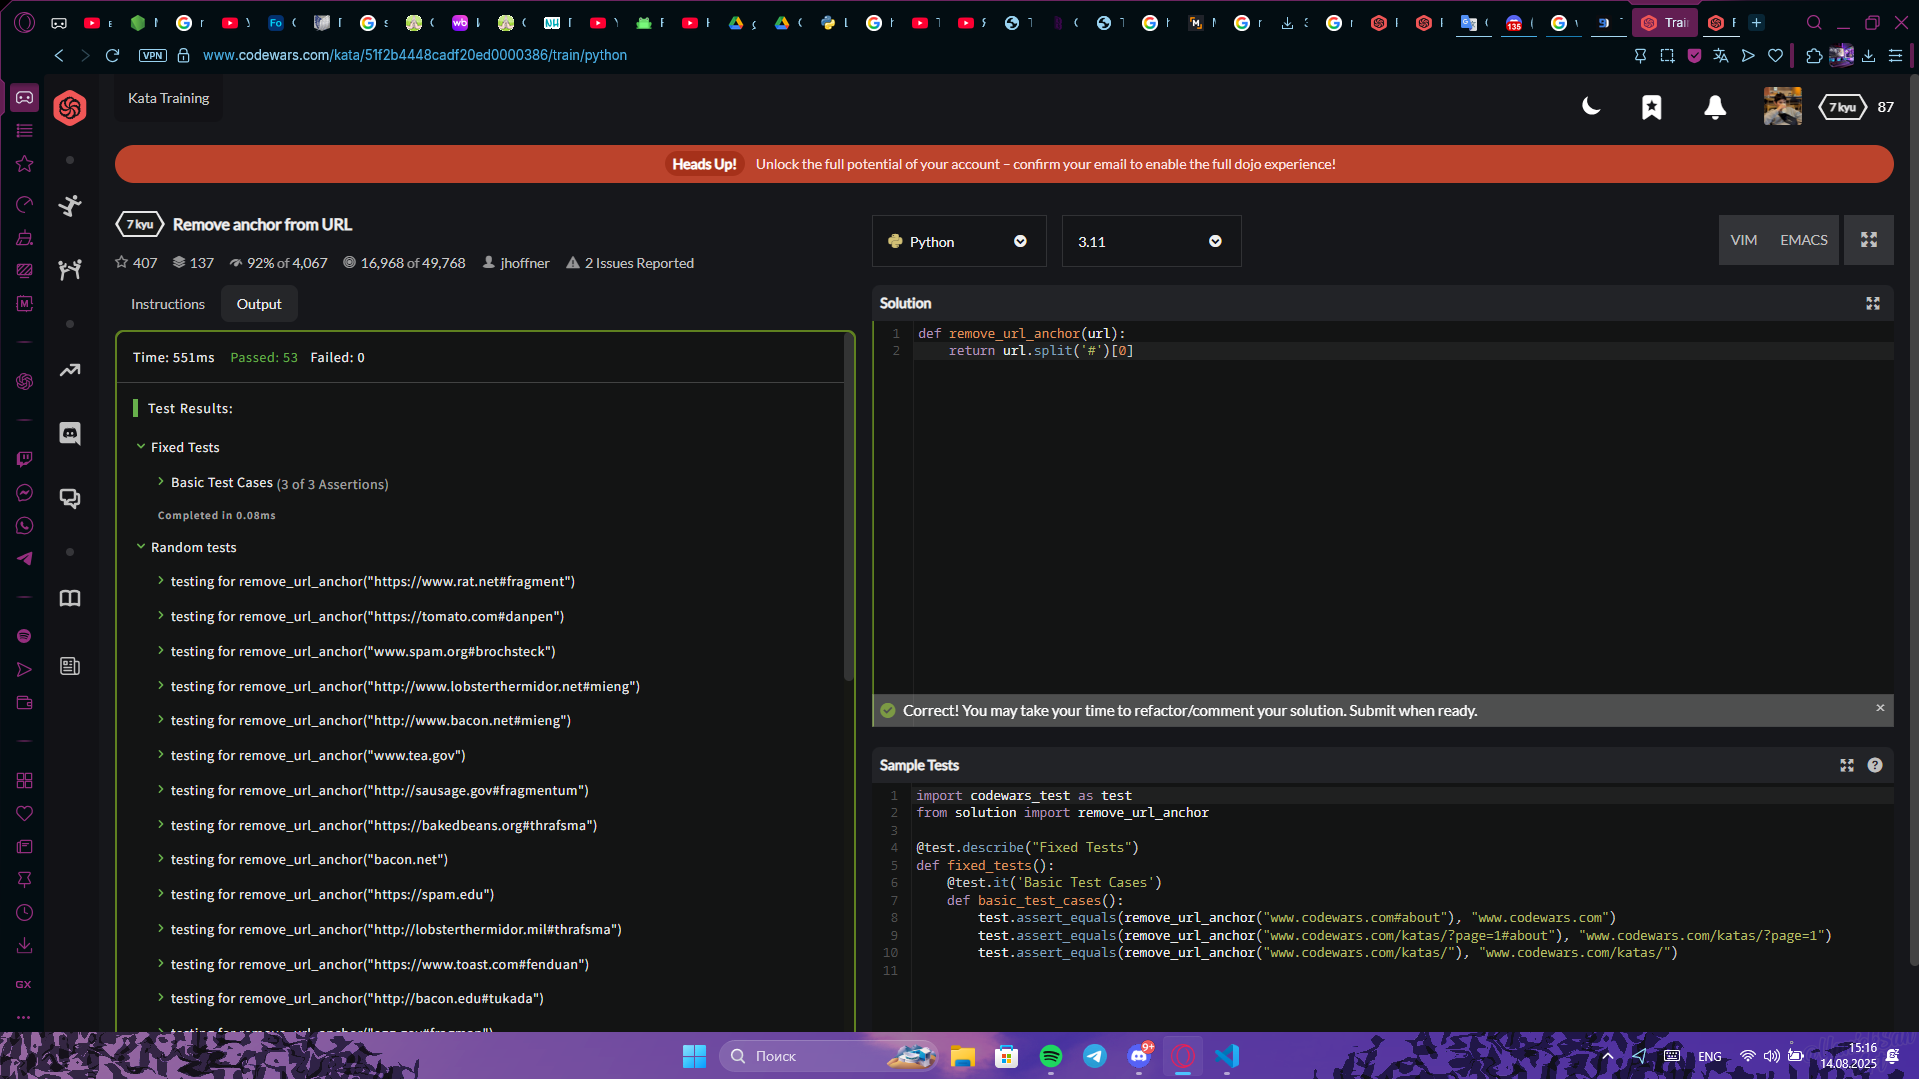 www.codewars.com/kata/51f2b4448cadf20ed0000386/train/python
VPN
Kata Training
7 kyu
87
Heads Up! Unlock the full potential of your account – confirm your email to enable the full dojo experience!
7 kyu
Remove anchor from URL
407
137
92% of 4,067
16,968 of 49,768
jhoffner
2 Issues Reported
Python
3.11
VIM
EMACS
Instructions
Output
Time: 551ms Passed: 53 Failed: 0
Test Results:
Fixed Tests
Basic Test Cases (3 of 3 Assertions)
Completed in 0.08ms
Random tests
testing for remove_url_anchor("https://www.rat.net#fragment")
testing for remove_url_anchor("https://tomato.com#danpen")
testing for remove_url_anchor("www.spam.org#brochsteck")
testing for remove_url_anchor("http://www.lobsterthermidor.net#mieng")
testing for remove_url_anchor("http://www.bacon.net#mieng")
testing for remove_url_anchor("www.tea.gov")
testing for remove_url_anchor("http://sausage.gov#fragmentum")
testing for remove_url_anchor("https://bakedbeans.org#thrafsma")
testing for remove_url_anchor("bacon.net")
testing for remove_url_anchor("https://spam.edu")
testing for remove_url_anchor("http://lobsterthermidor.mil#thrafsma")
testing for remove_url_anchor("https://www.toast.com#fenduan")
testing for remove_url_anchor("http://bacon.edu#tukada")
Solution
1 def remove_url_anchor(url):
2     return url.split('#')[0]
Correct! You may take your time to refactor/comment your solution. Submit when ready.
Sample Tests
1 import codewars_test as test
2 from solution import remove_url_anchor
3
4 @test.describe("Fixed Tests")
5 def fixed_tests():
6     @test.it('Basic Test Cases')
7     def basic_test_cases():
8         test.assert_equals(remove_url_anchor("www.codewars.com#about"), "www.codewars.com")
9         test.assert_equals(remove_url_anchor("www.codewars.com/katas/?page=1#about"), "www.codewars.com/katas/?page=1")
10         test.assert_equals(remove_url_anchor("www.codewars.com/katas/"), "www.codewars.com/katas/")
11
GX
Поиск
9+
ENG
15:16
14.08.2025